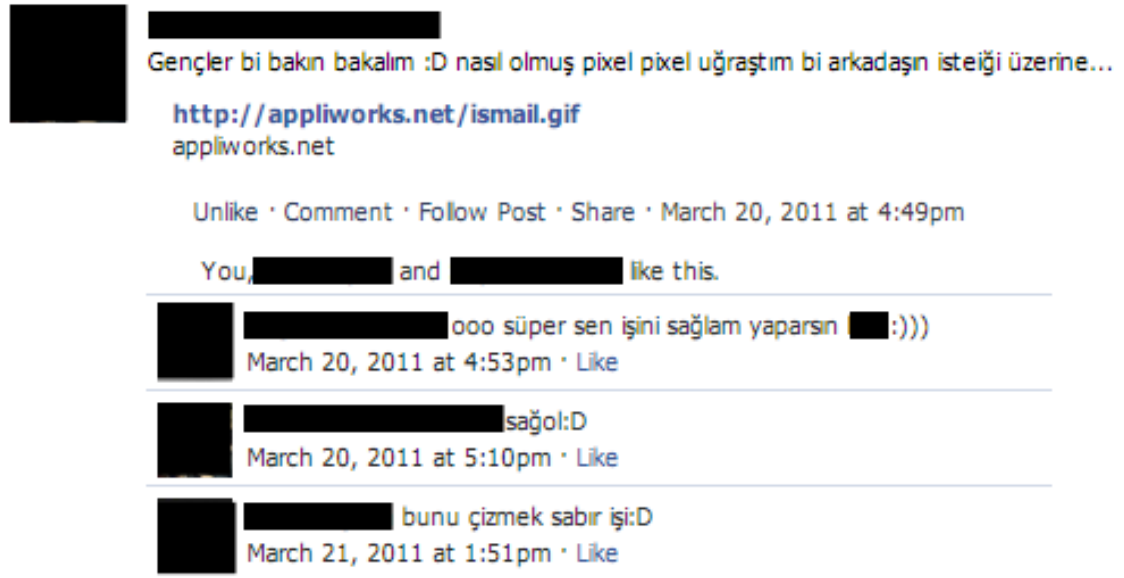 Gençler bi bakın bakalım :D nasıl olmuş pixel pixel uğraştım bi arkadaşın isteiği üzerine...
http://appliworks.net/ismail.gif
appliworks.net
Unlike · Comment · Follow Post · Share · March 20, 2011 at 4:49pm
You, and like this.
ooo süper sen işini sağlam yaparsın :)))
March 20, 2011 at 4:53pm · Like
sağol:D
March 20, 2011 at 5:10pm · Like
bunu çizmek sabır işi:D
March 21, 2011 at 1:51pm · Like